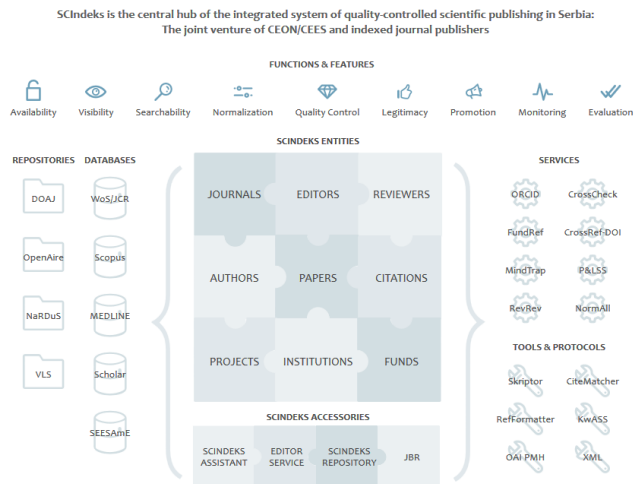 SCIndeks is the central hub of the integrated system of quality-controlled scientific publishing in Serbia:
The joint venture of CEON/CEES and indexed journal publishers
FUNCTIONS & FEATURES
Availability Visibility Searchability Normalization Quality Control Legitimacy Promotion Monitoring Evaluation
SCINDEKS ENTITIES
REPOSITORIES DATABASES
DOAJ WoS/JCR
OpenAire Scopus
NaRDuS MEDLINE
VLS Scholar
SEESAmE
JOURNALS EDITORS REVIEWERS
AUTHORS PAPERS CITATIONS
PROJECTS INSTITUTIONS FUNDS
SCINDEKS ACCESSORIES
SCINDEKS
ASSISTANT
EDITOR
SERVICE
SCINDEKS
REPOSITORY
JBR
SERVICES
ORCID CrossCheck
FundRef CrossRef-DOI
MindTrap P&LSS
RevRev NormAll
TOOLS & PROTOCOLS
Skriptor CiteMatcher
RefFormatter KwASS
OAI PMH XML